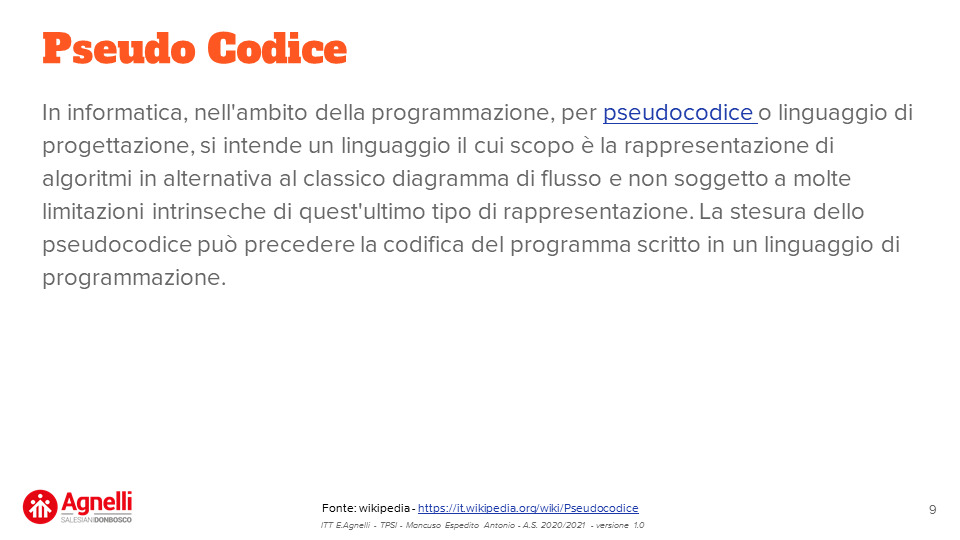 Pseudo Codice
In informatica, nell'ambito della programmazione, per pseudocodice o linguaggio di
progettazione, si intende un linguaggio il cui scopo è la rappresentazione di
algoritmi in alternativa al classico diagramma di flusso e non soggetto a molte
limitazioni intrinseche di quest'ultimo tipo di rappresentazione. La stesura dello
pseudocodice può precedere la codifica del programma scritto in un linguaggio di
programmazione.
Agnelli
SALESIANI DONBOSCO
Fonte: wikipedia - https://it.wikipedia.org/wiki/Pseudocodice
ITT E.Agnelli - TPSI - Mancuso Espedito Antonio - A.S. 2020/2021 - versione 1.0
9